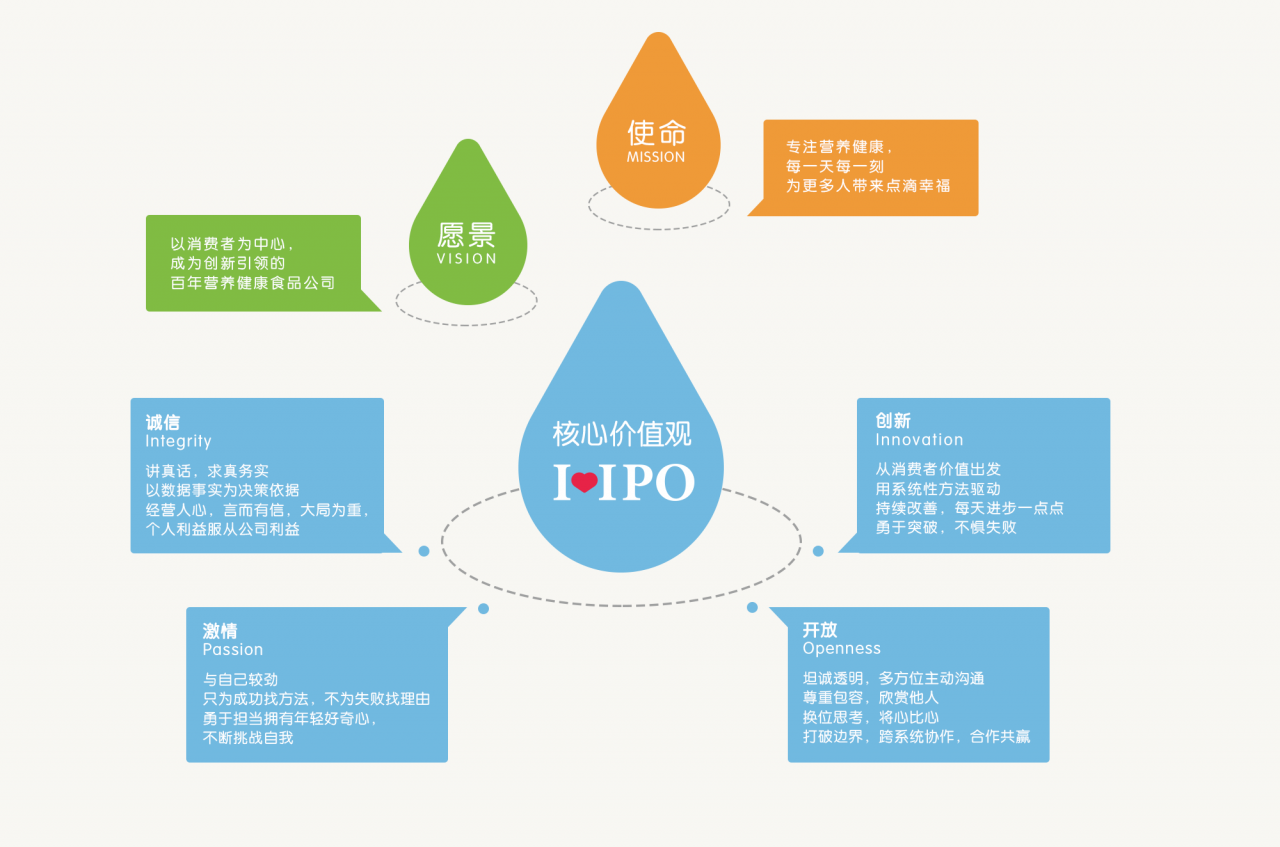 使命
MISSION
专注营养健康，
每一天每一刻
为更多人带来点滴幸福
愿景
VISION
以消费者为中心，
成为创新引领的
百年营养健康食品公司
核心价值观
I❤IPO
诚信
Integrity
讲真话，求真务实
以数据事实为决策依据
经营人心，言而有信，大局为重，
个人利益服从公司利益
创新
Innovation
从消费者价值出发
用系统性方法驱动
持续改善，每天进步一点点
勇于突破，不惧失败
激情
Passion
与自己较劲
只为成功找方法，不为失败找理由
勇于担当拥有年轻好奇心，
不断挑战自我
开放
Openness
坦诚透明，多方位主动沟通
尊重包容，欣赏他人
换位思考，将心比心
打破边界，跨系统协作，合作共赢